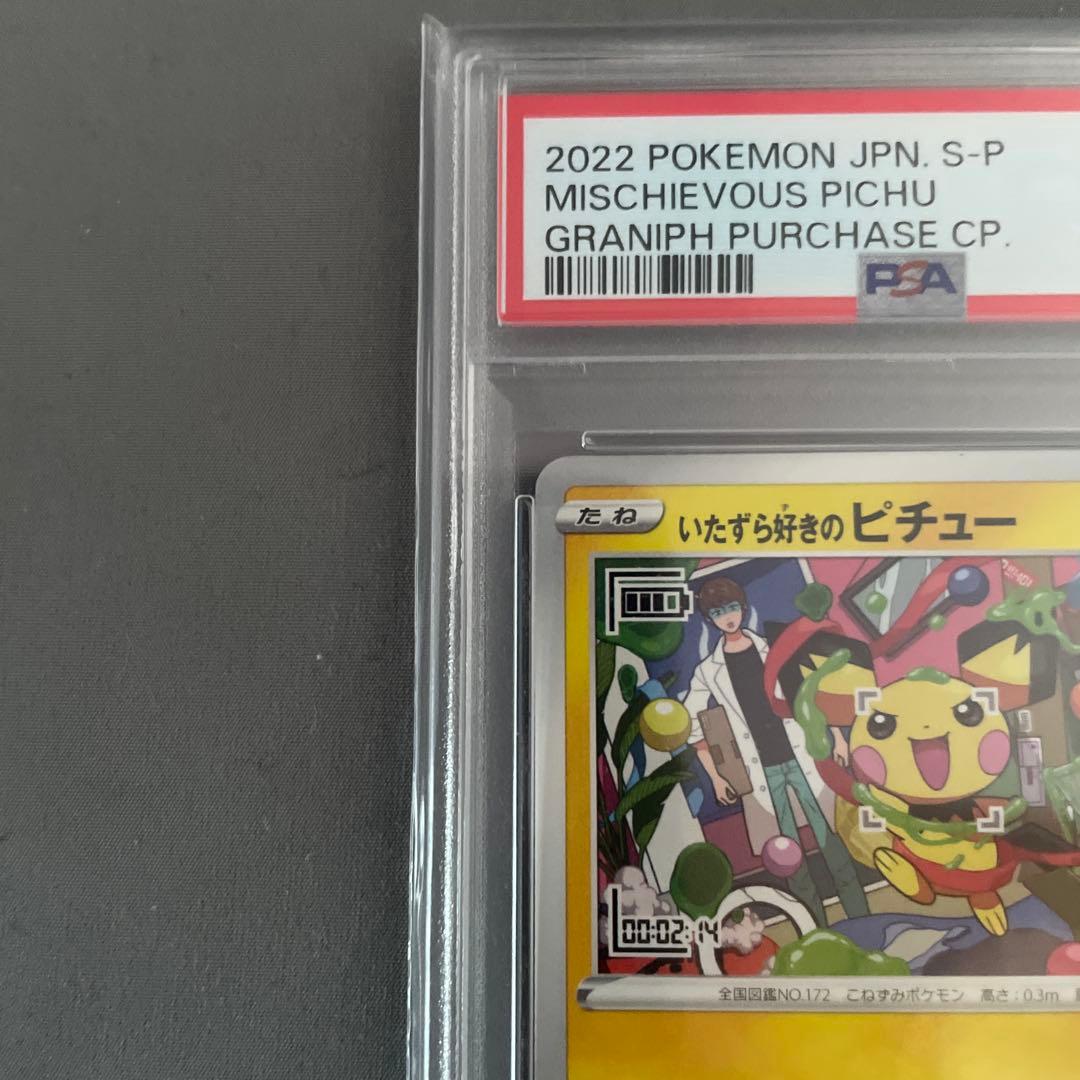 2022 POKEMON JPN. S-P
MISCHIEVOUS PICHU
GRANIPH PURCHASE CP.
PSA
たね
いたずら好きのピチュー
00:02:14
全国図鑑NO.172 こねずみポケモン 高さ:0.3m